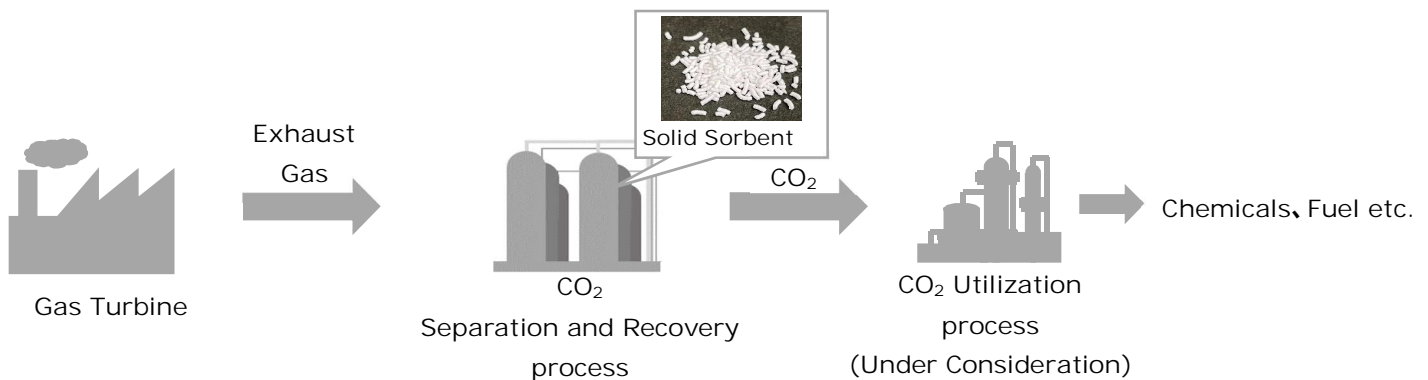 Exhaust
Gas
Solid Sorbent
CO₂
Chemicals、Fuel etc.
Gas Turbine
CO₂
Separation and Recovery
process
CO₂ Utilization
process
(Under Consideration)